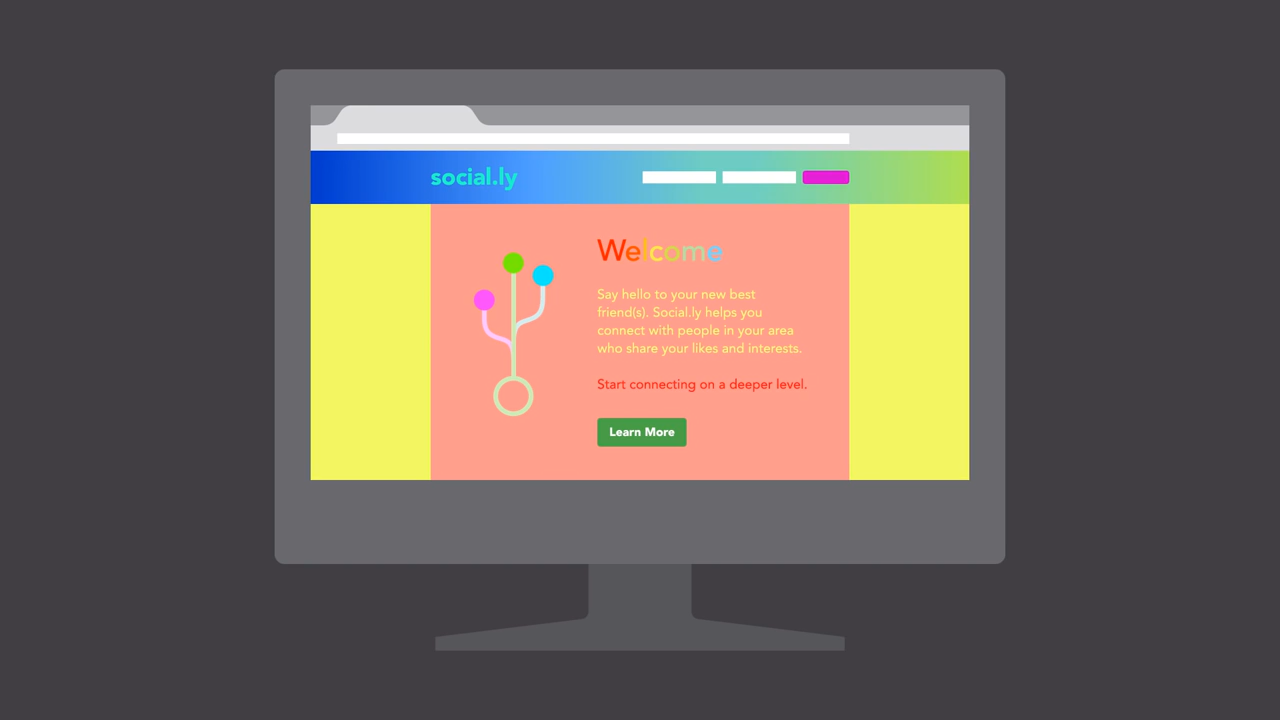 social.ly
Welcome
Say hello to your new best
friend(s). Social.ly helps you
connect with people in your area
who share your likes and interests.
Start connecting on a deeper level.
Learn More